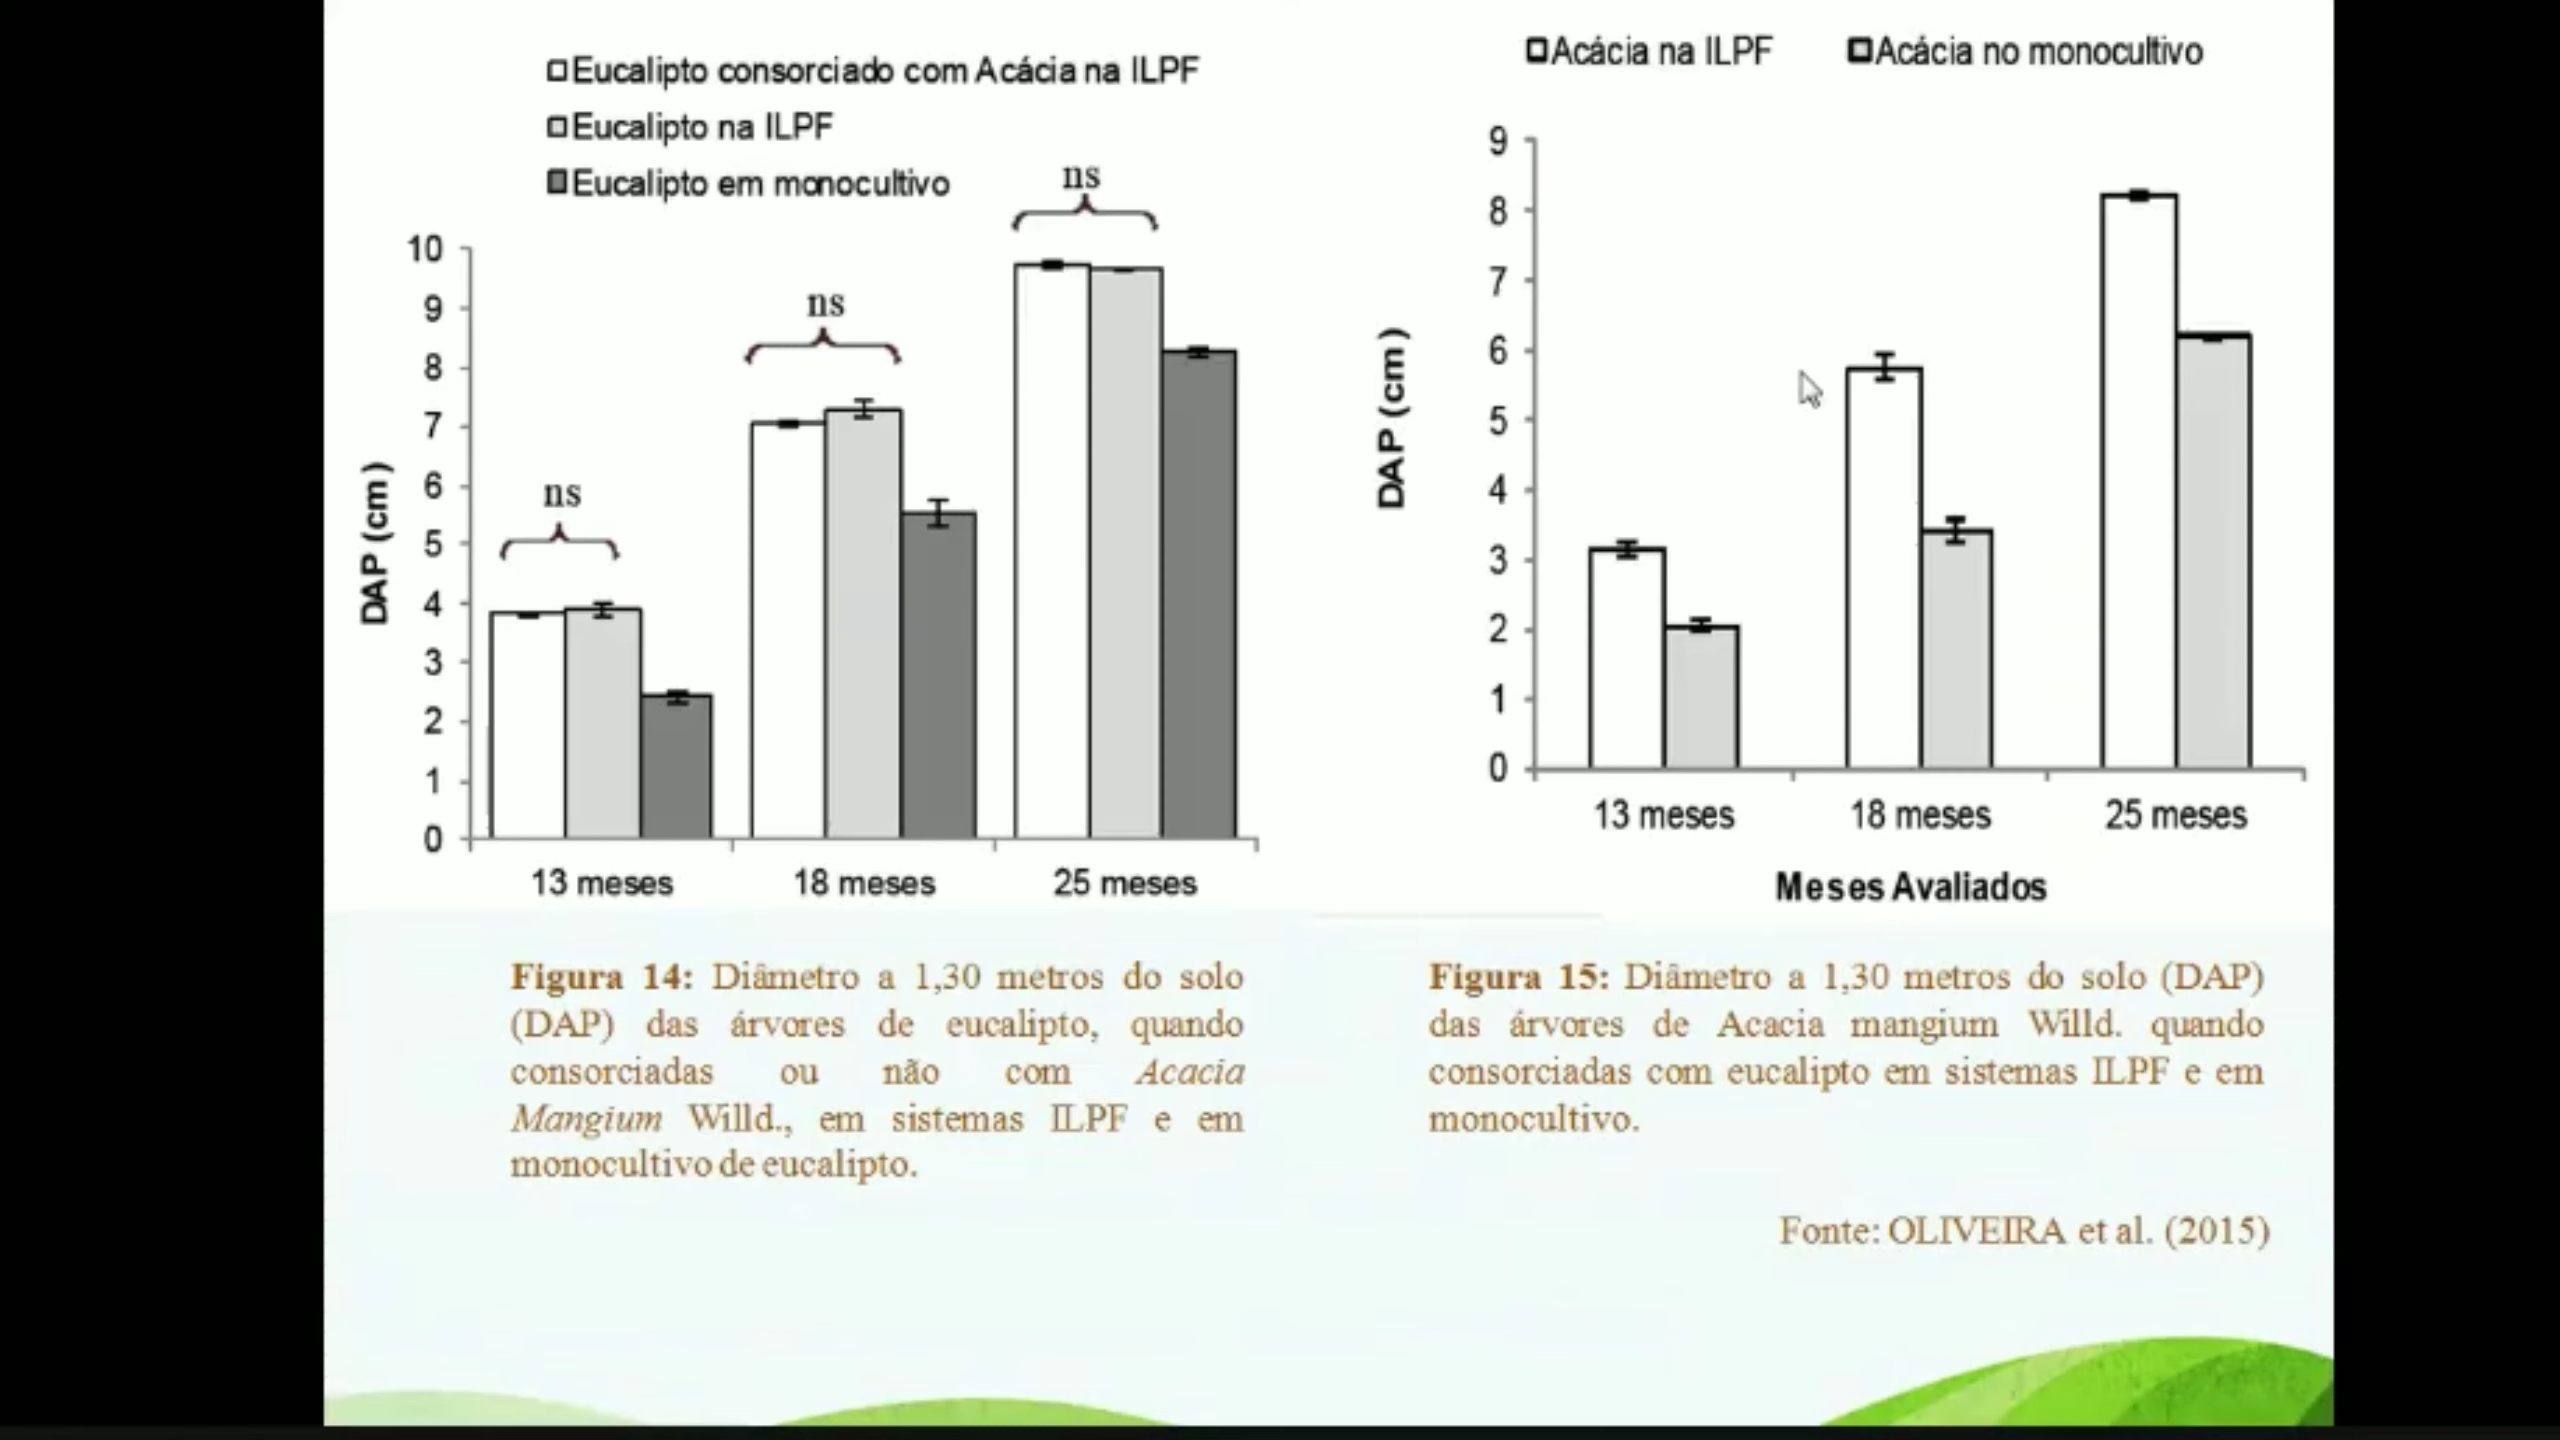 Eucalipto consorciado com Acácia na ILPF
Eucalipto na ILPF
Eucalipto em monocultivo
ns
ns
ns
10
9
8
7
6
5
4
3
2
1
0
DAP (cm)
13 meses 18 meses 25 meses
Figura 14: Diâmetro a 1,30 metros do solo
(DAP) das árvores de eucalipto, quando
consorciadas ou não com Acacia
Mangium Willd., em sistemas ILPF e em
monocultivo de eucalipto.
Acácia na ILPF Acácia no monocultivo
9
8
7
6
5
4
3
2
1
0
DAP (cm)
13 meses 18 meses 25 meses
Meses Avaliados
Figura 15: Diâmetro a 1,30 metros do solo (DAP)
das árvores de Acacia mangium Willd. quando
consorciadas com eucalipto em sistemas ILPF e em
monocultivo.
Fonte: OLIVEIRA et al. (2015)